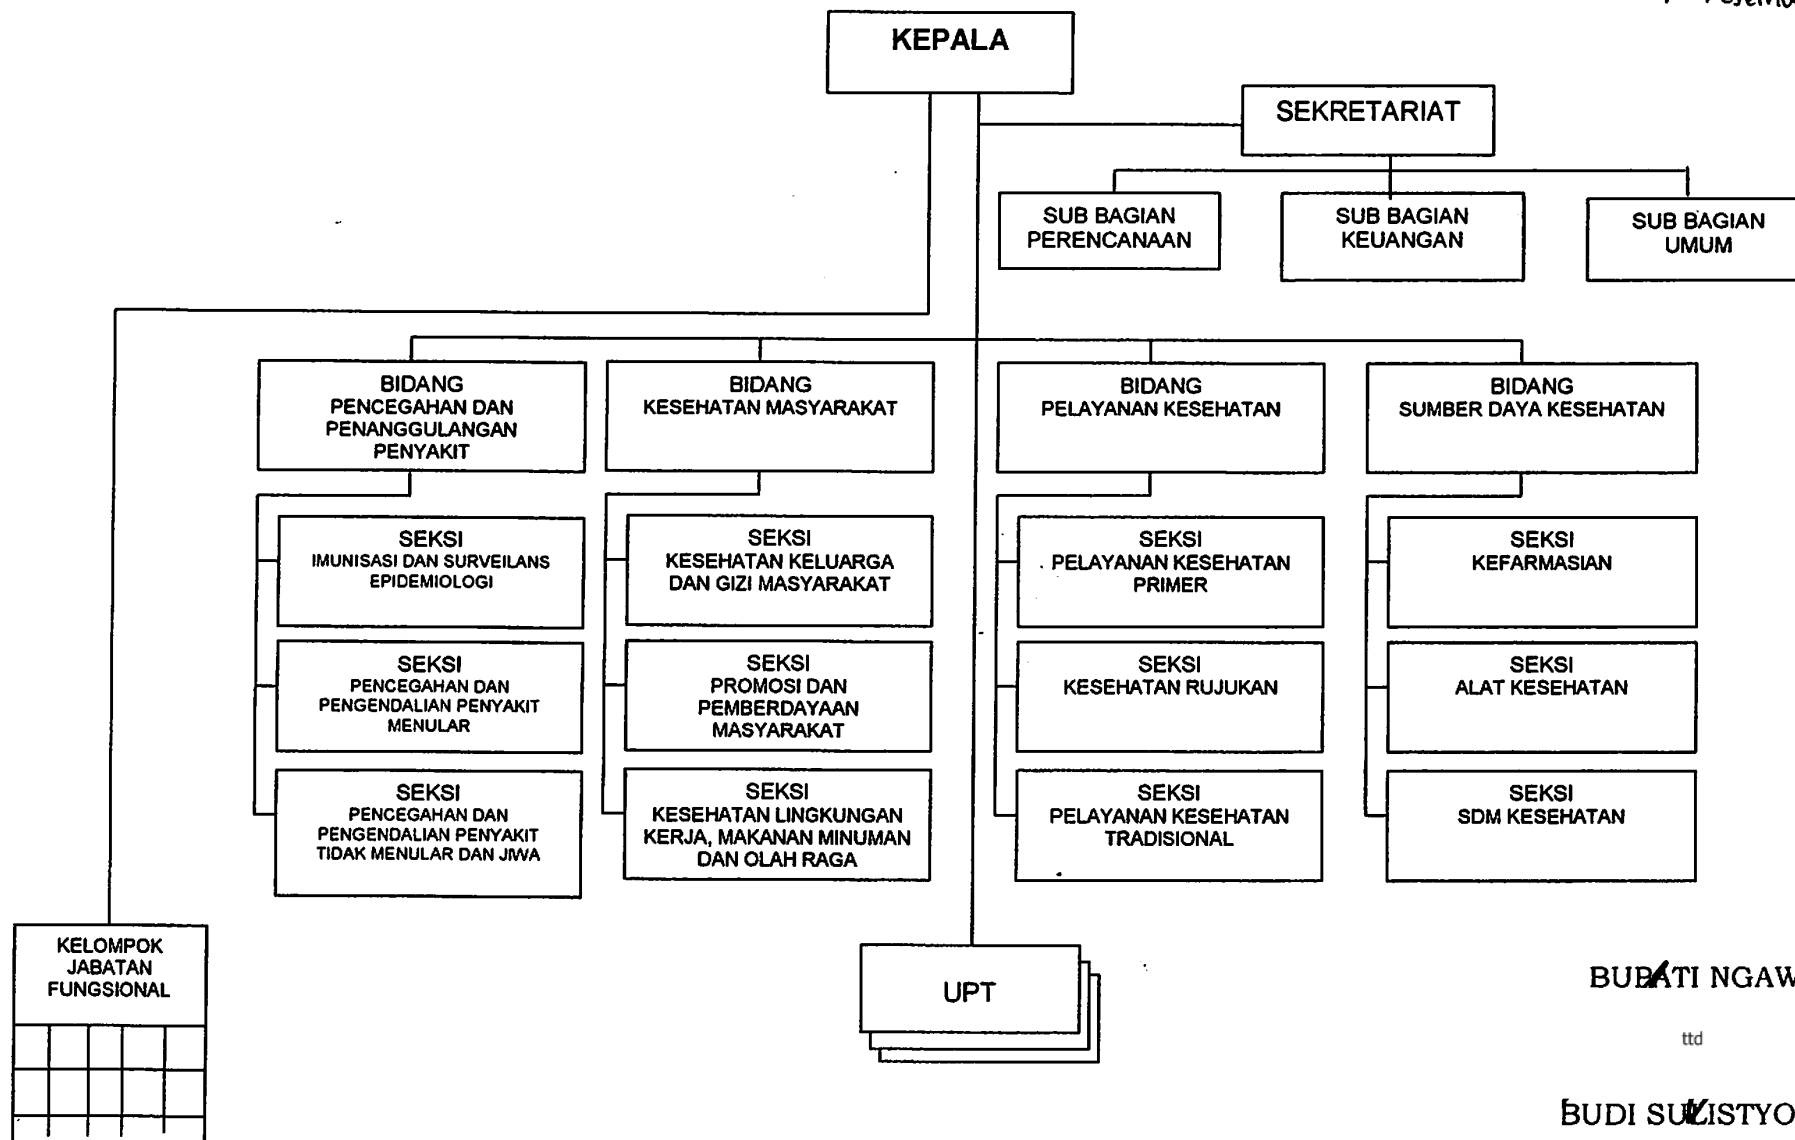 KEPALA
SEKRETARIAT
SUB BAGIAN
PERENCANAAN
SUB BAGIAN
KEUANGAN
SUB BAGIAN
UMUM
BIDANG
PENCEGAHAN DAN
PENANGGULANGAN
PENYAKIT
BIDANG
KESEHATAN MASYARAKAT
BIDANG
PELAYANAN KESEHATAN
BIDANG
SUMBER DAYA KESEHATAN
SEKSI
IMUNISASI DAN SURVEILANS
EPIDEMIOLOGI
SEKSI
KESEHATAN KELUARGA
DAN GIZI MASYARAKAT
SEKSI
PELAYANAN KESEHATAN
PRIMER
SEKSI
KEFARMASIAN
SEKSI
PENCEGAHAN DAN
PENGENDALIAN PENYAKIT
MENULAR
SEKSI
PROMOSI DAN
PEMBERDAYAAN
MASYARAKAT
SEKSI
KESEHATAN RUJUKAN
SEKSI
ALAT KESEHATAN
SEKSI
PENCEGAHAN DAN
PENGENDALIAN PENYAKIT
TIDAK MENULAR DAN JIWA
SEKSI
KESEHATAN LINGKUNGAN
KERJA, MAKANAN MINUMAN
DAN OLAH RAGA
SEKSI
PELAYANAN KESEHATAN
TRADISIONAL
SEKSI
SDM KESEHATAN
KELOMPOK
JABATAN
FUNGSIONAL
UPT
BUPATI NGAW
ttd
BUDI SULISTYO